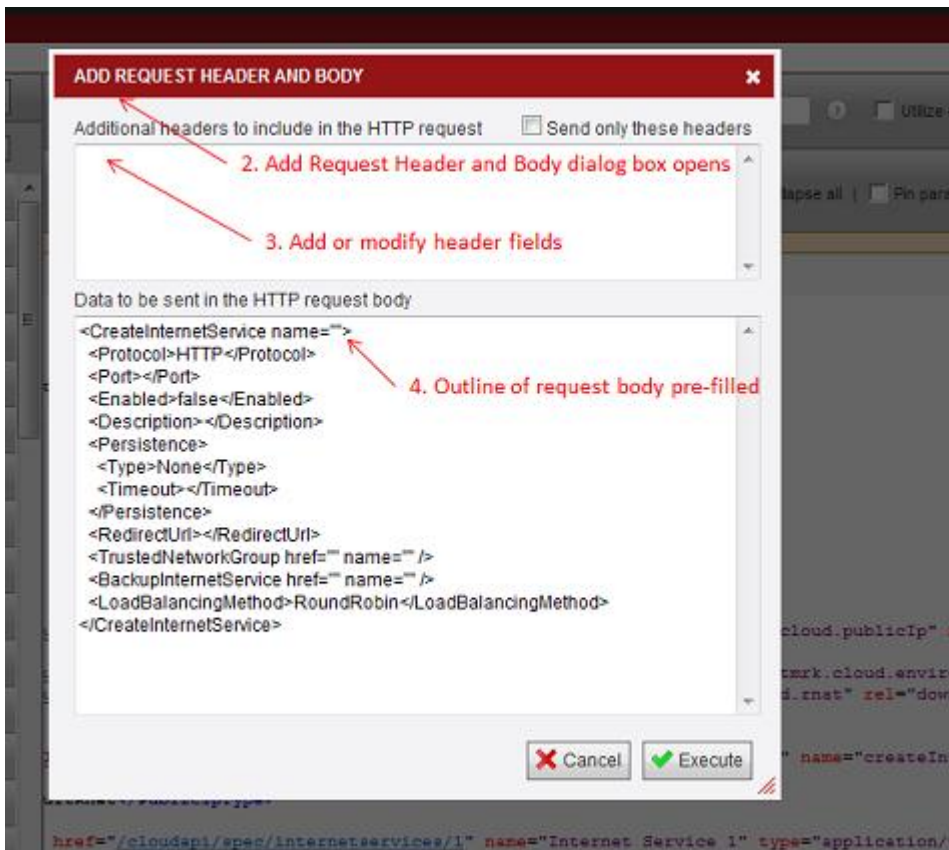 ADD REQUEST HEADER AND BODY
Utilize
Additional headers to include in the HTTP request Send only these headers
2. Add Request Header and Body dialog box opens
lapse all | Pin para
3. Add or modify header fields
Data to be sent in the HTTP request body
<CreateInternetService name="">
<Protocol>HTTP</Protocol>
<Port></Port>
4. Outline of request body pre-filled
<Enabled>false</Enabled>
<Description></Description>
<Persistence>
<Type>None</Type>
<Timeout></Timeout>
</Persistence>
<RedirectUrl></RedirectUrl>
<TrustedNetworkGroup href="" name="" />
<BackupInternetService href="" name="" />
<LoadBalancingMethod>RoundRobin</LoadBalancingMethod>
</CreateInternetService>
cloud.publicIp"
tmrk.cloud.envir
d.rnat" rel="dow
Cancel Execute
" name="createIn
href="/cloudapi/spec/internetservices/1" name="Internet Service 1" type="application/